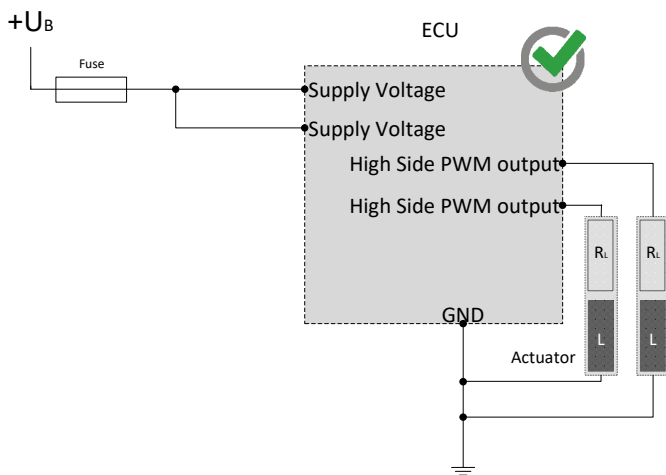 +UB
ECU
Fuse
Supply Voltage
Supply Voltage
High Side PWM output
High Side PWM output
RL
RL
GND
Actuator
L
L